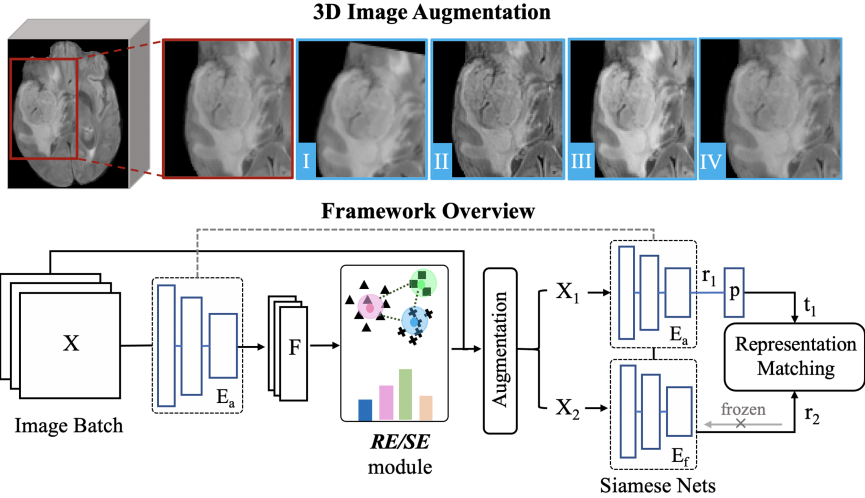 3D Image Augmentation
I
II
III
IV
Framework Overview
X
Image Batch
Eₐ
F
RE/SE
module
Augmentation
X₁
X₂
Eₐ
r₁
p
t₁
Representation
Matching
frozen
r₂
E_f
Siamese Nets